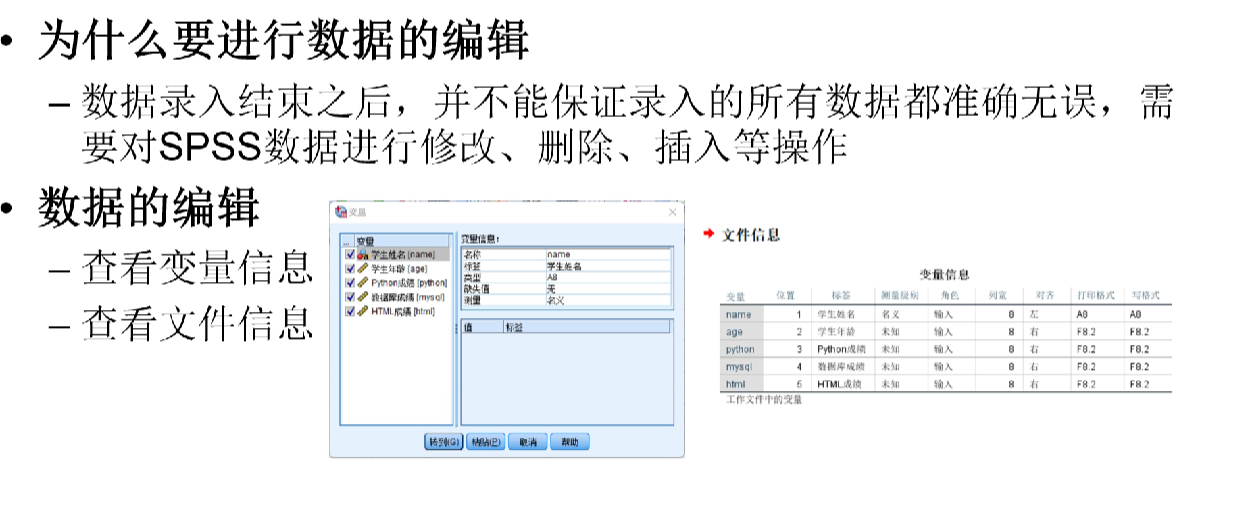 • 为什么要进行数据的编辑
– 数据录入结束之后，并不能保证录入的所有数据都准确无误，需
要对SPSS数据进行修改、删除、插入等操作
• 数据的编辑
– 查看变量信息
– 查看文件信息
变量
... 变量
学生姓名 [name]
学生年龄 [age]
Python成绩 [python]
数据库成绩 [mysql]
HTML成绩 [html]
变量信息：
名称 name
标签 学生姓名
类型 A8
缺失值 无
测量 名义
值 标签
转到(G) 粘贴(P) 取消 帮助
文件信息
变量信息
变量 位置 标签 测量级别 角色 列宽 对齐 打印格式 写格式
name 1 学生姓名 名义 输入 8 左 A8 A8
age 2 学生年龄 未知 输入 8 右 F8.2 F8.2
python 3 Python成绩 未知 输入 8 右 F8.2 F8.2
mysql 4 数据库成绩 未知 输入 8 右 F8.2 F8.2
html 5 HTML成绩 未知 输入 8 右 F8.2 F8.2
工作文件中的变量